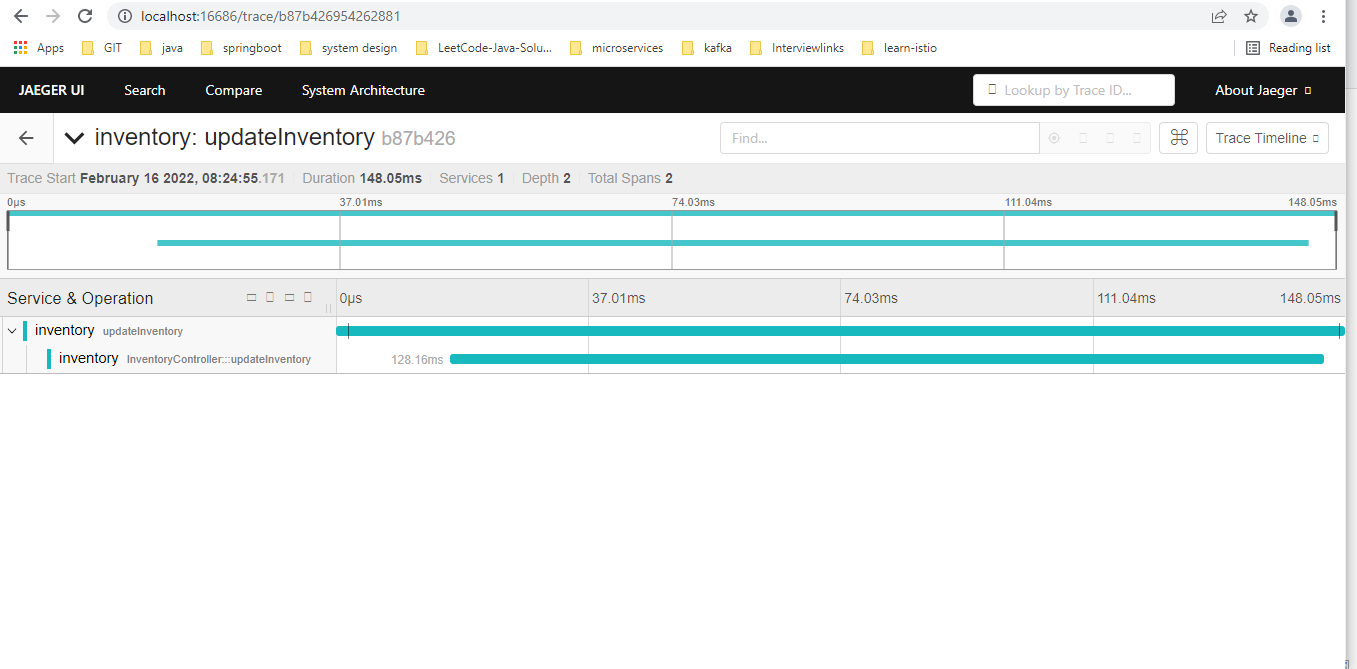 localhost:16686/trace/b87b426954262881
Apps GIT java springboot system design LeetCode-Java-Solu... microservices kafka Interviewlinks learn-istio Reading list
JAEGER UI Search Compare System Architecture Lookup by Trace ID... About Jaeger
inventory: updateInventory b87b426 Find... ⌘ Trace Timeline
Trace Start February 16 2022, 08:24:55.171 Duration 148.05ms Services 1 Depth 2 Total Spans 2
0μs 37.01ms 74.03ms 111.04ms 148.05ms
Service & Operation 0μs 37.01ms 74.03ms 111.04ms 148.05ms
inventory updateInventory
inventory InventoryController:::updateInventory 128.16ms